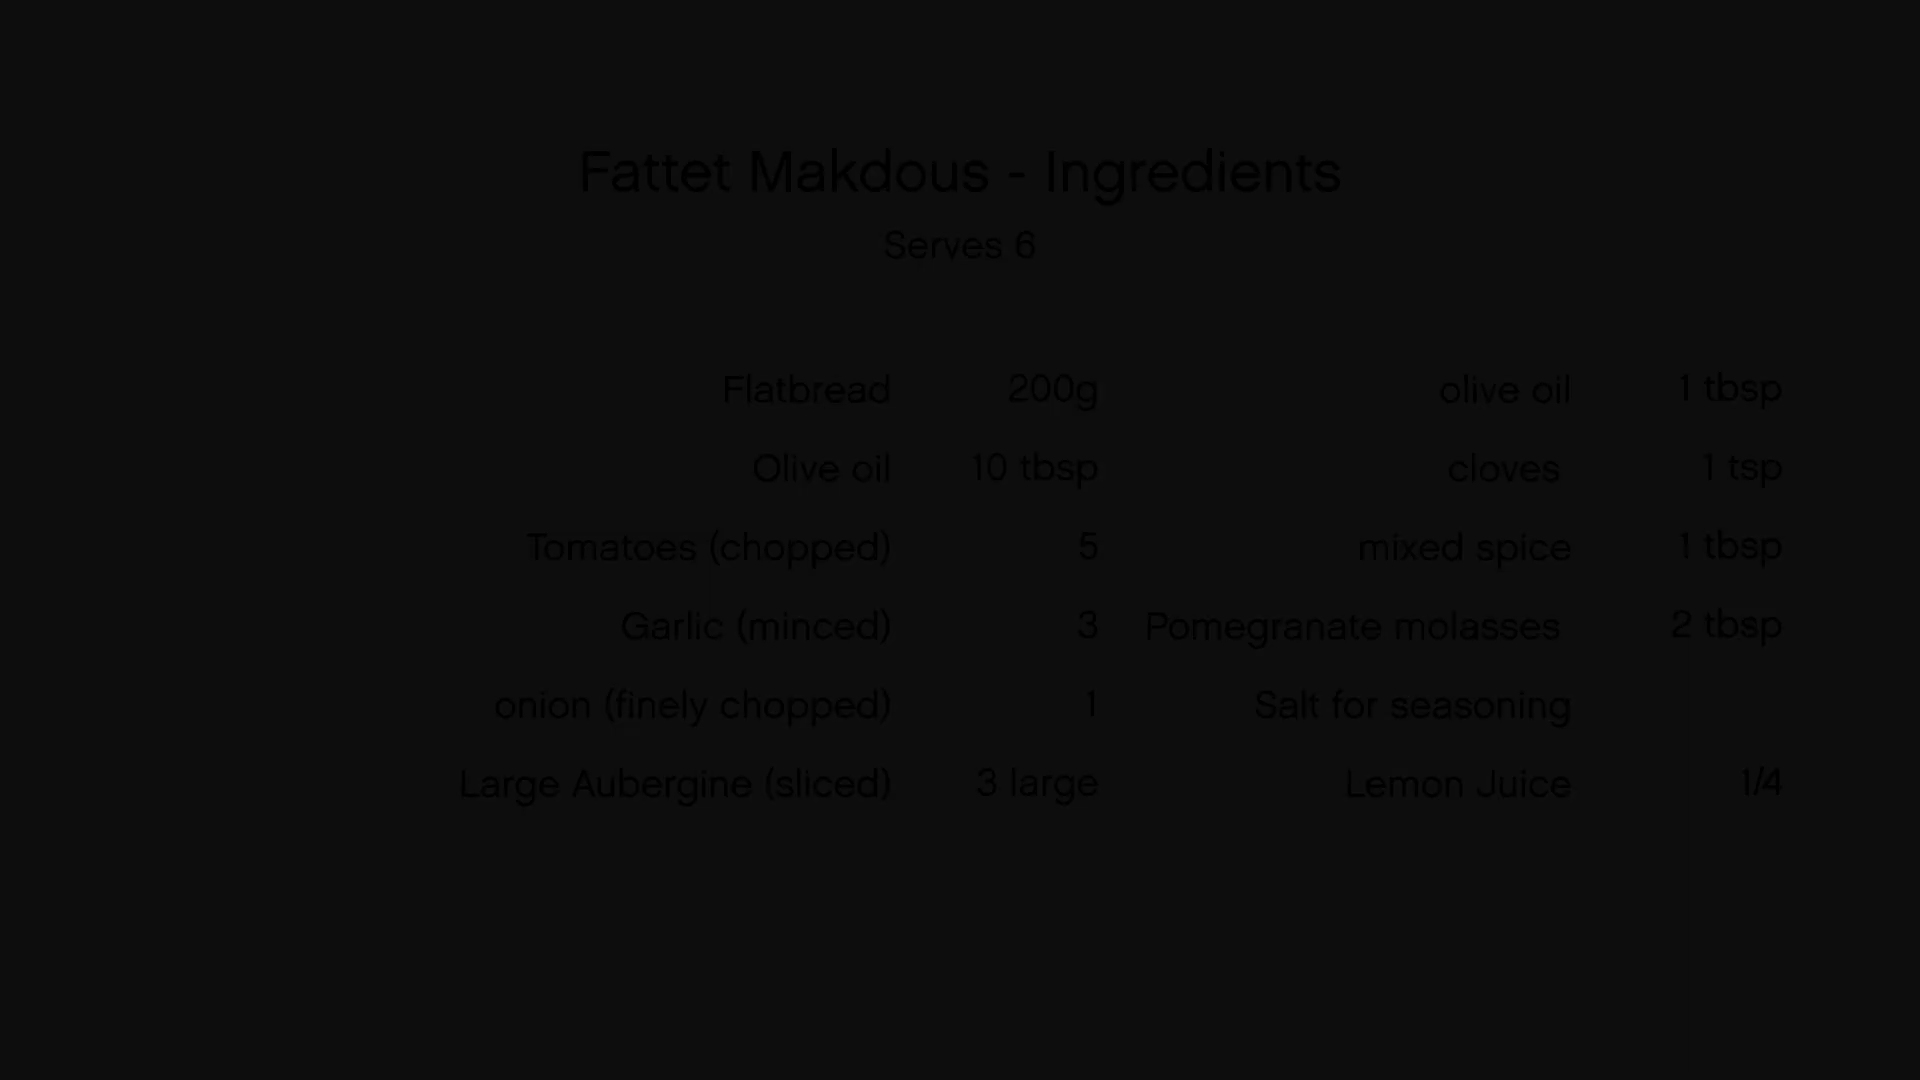 Fattet Makdous - Ingredients
Serves 6
Flatbread 200g olive oil 1 tbsp
Olive oil 10 tbsp cloves 1 tsp
Tomatoes (chopped) 5 mixed spice 1 tbsp
Garlic (minced) 3 Pomegranate molasses 2 tbsp
onion (finely chopped) 1 Salt for seasoning
Large Aubergine (sliced) 3 large Lemon Juice 1/4